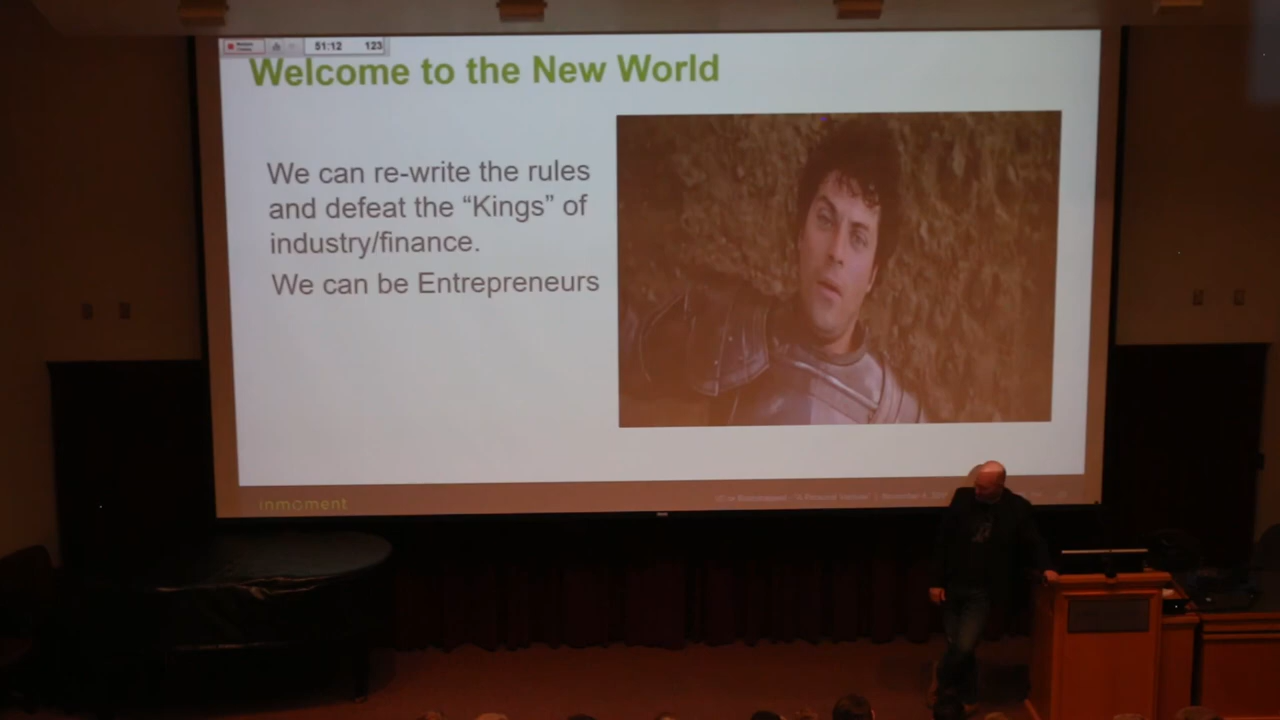 51:12 123
Welcome to the New World
We can re-write the rules
and defeat the “Kings” of
industry/finance.
We can be Entrepreneurs
inmoment